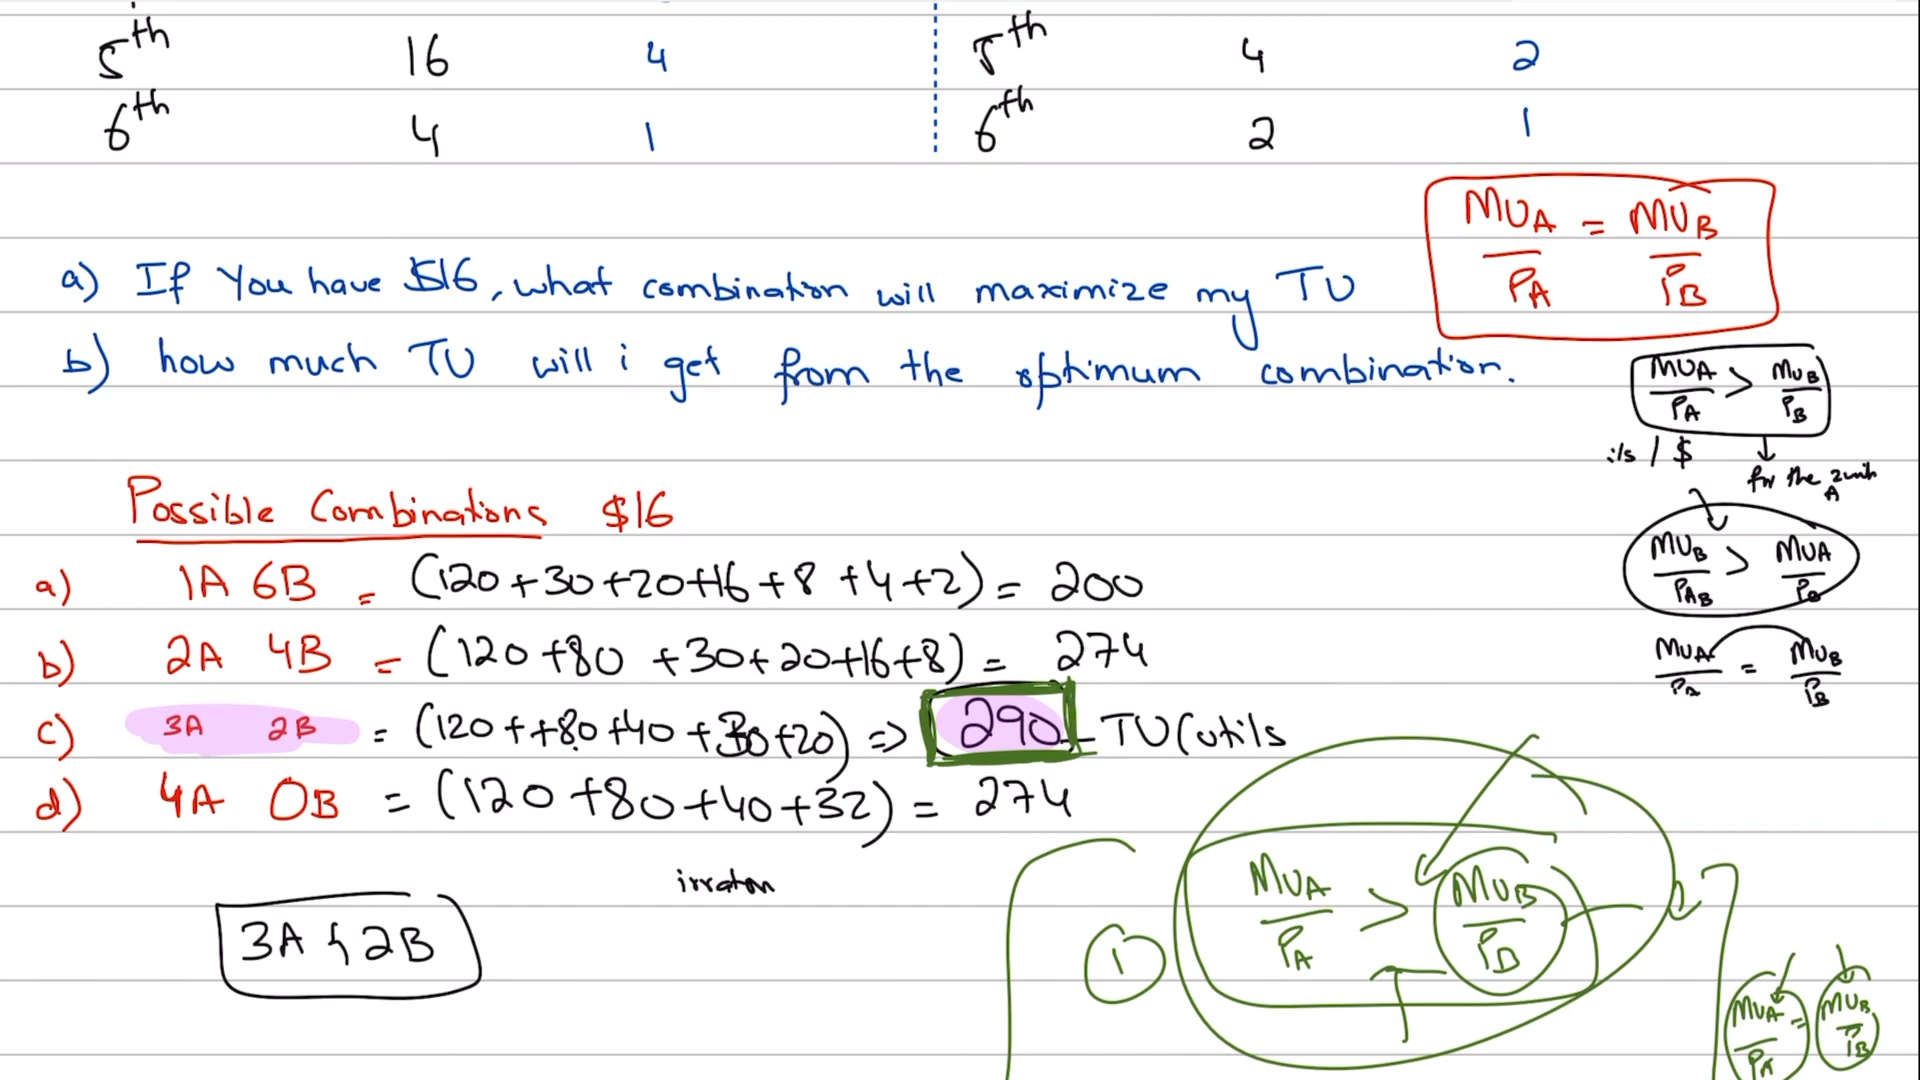 5th 16 4 5th 4 2
6th 4 1 6th 2 1
MUA/PA = MUB/PB
a) If You have $16, what combination will maximize my TU
b) how much TU will i get from the optimum combination.
MUA/PA > MUB/PB
/ $
for the 2 unit A
MUB/PAB > MUA/PB
MUA/PA = MUB/PB
Possible Combinations $16
a) 1A 6B = (120+30+20+16+8+4+2) = 200
b) 2A 4B = (120+80+30+20+16+8) = 274
c) 3A 2B = (120++80+40+30+20) => 290 - TU(utils
d) 4A 0B = (120+80+40+32) = 274
irraton
3A & 2B
1 MUA/PA > MUB/PB
MUA/PA = MUB/PB